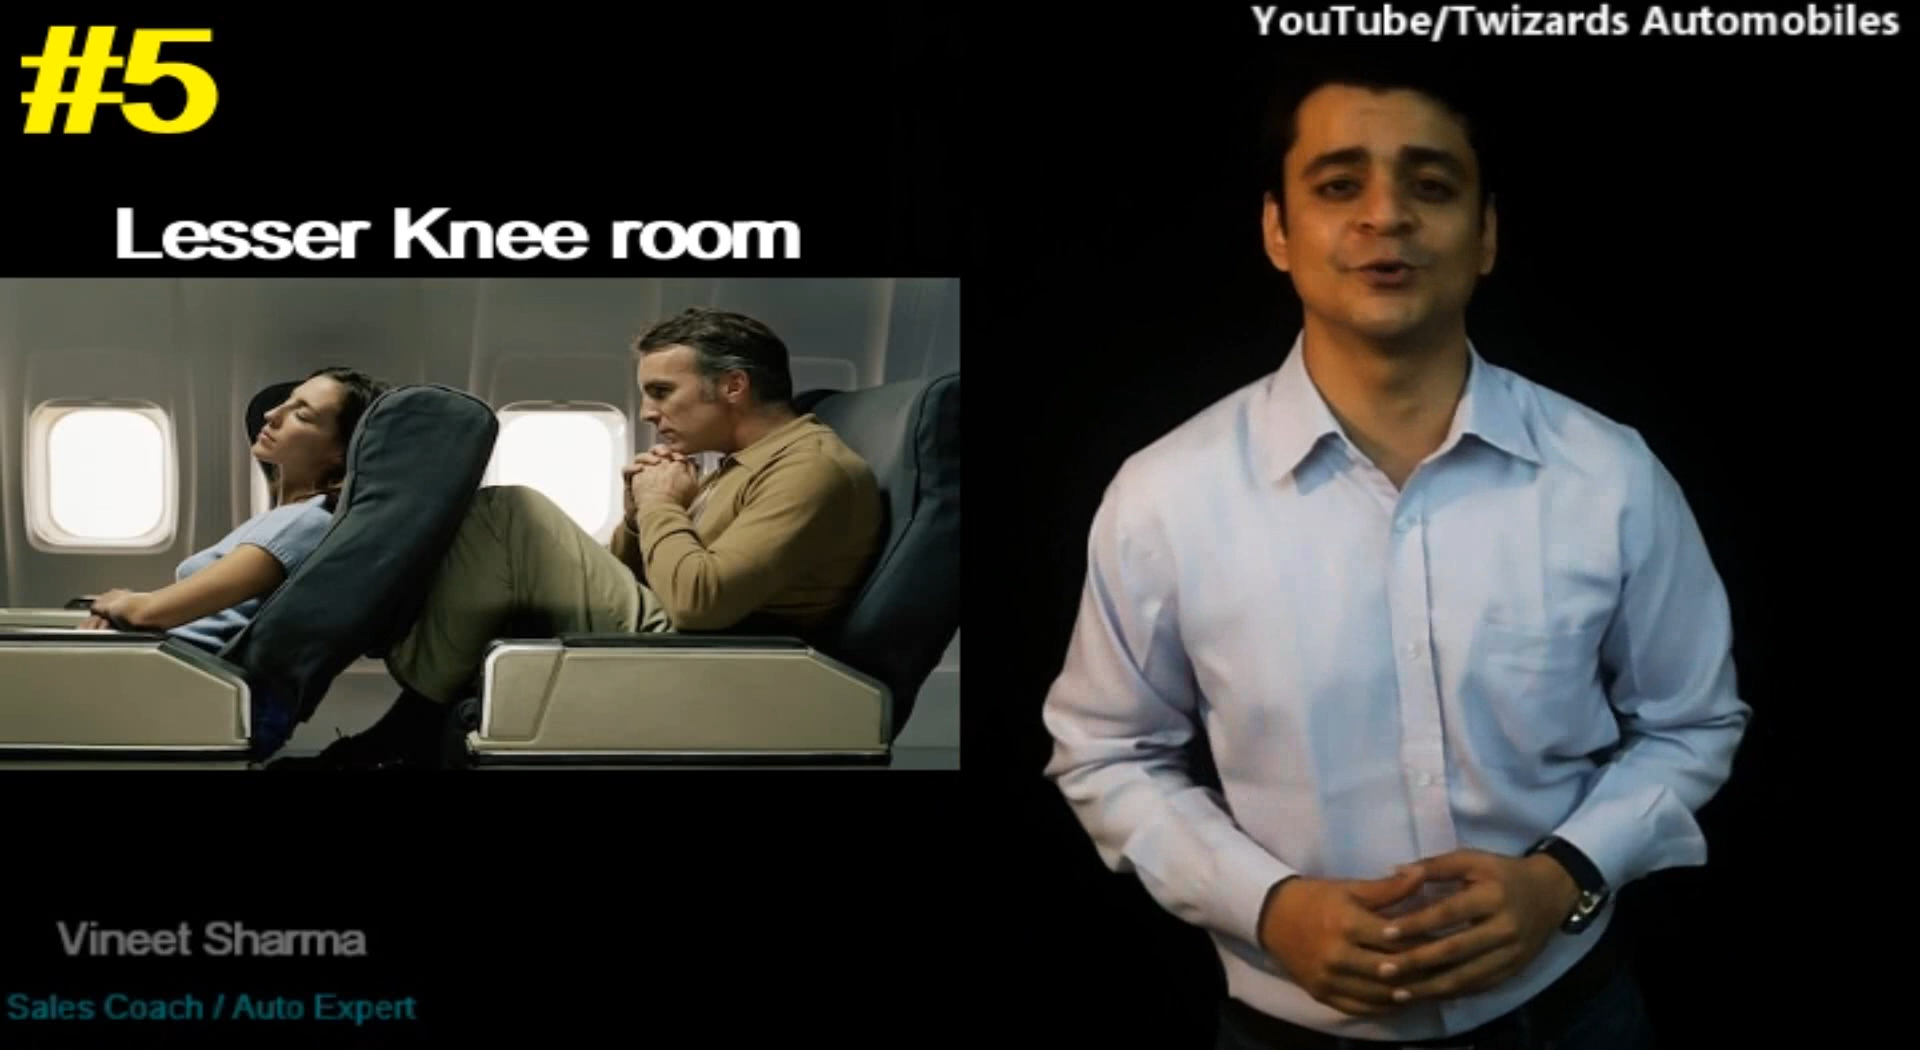 #5
YouTube/Twizards Automobiles
Lesser Knee room
Vineet Sharma
Sales Coach / Auto Expert